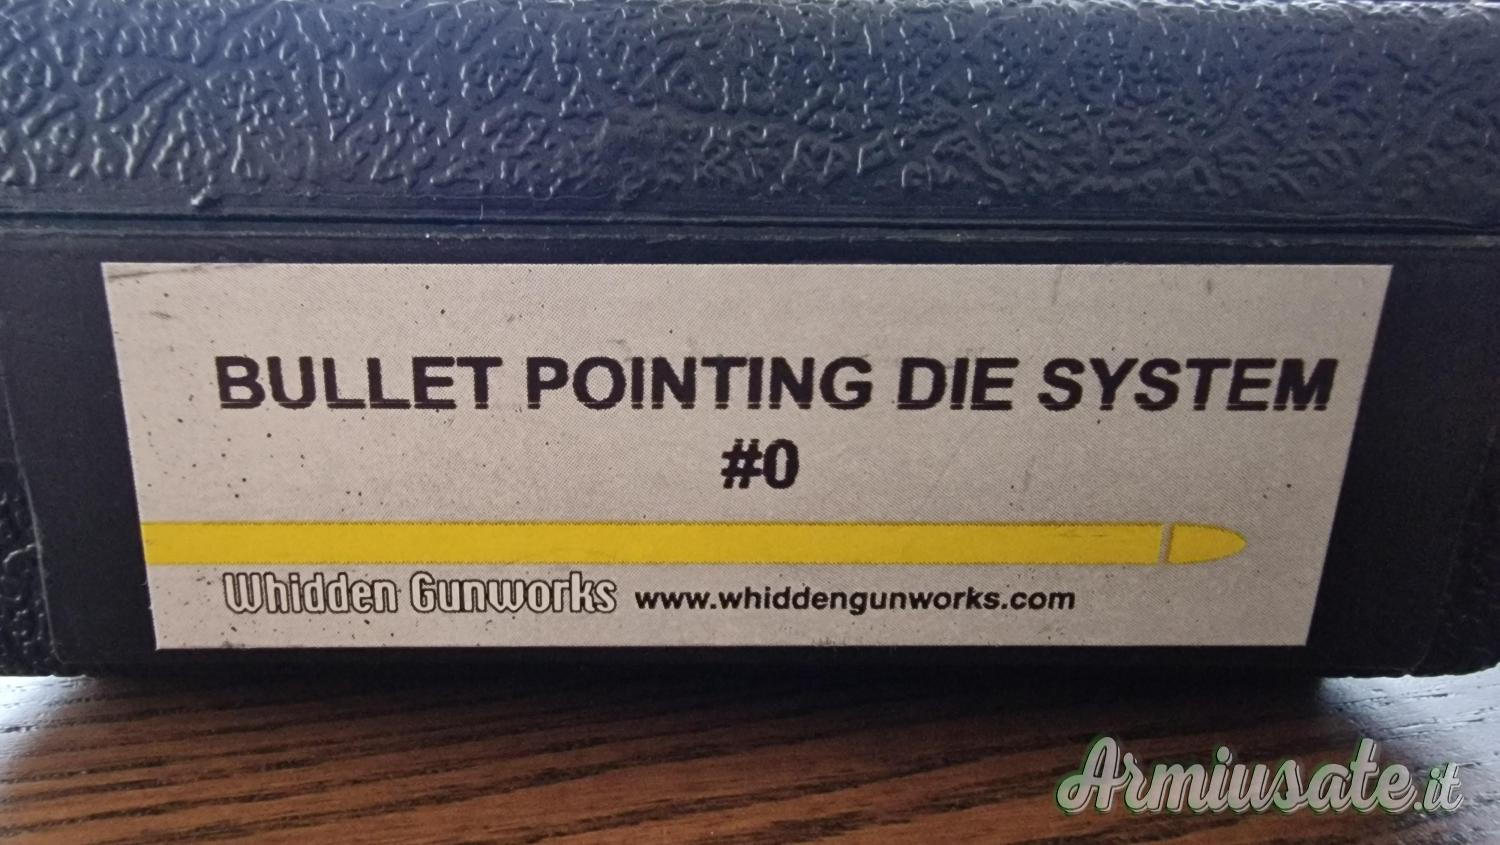 BULLET POINTING DIE SYSTEM
#0
Whidden Gunworks www.whiddengunworks.com
Armiusate.it